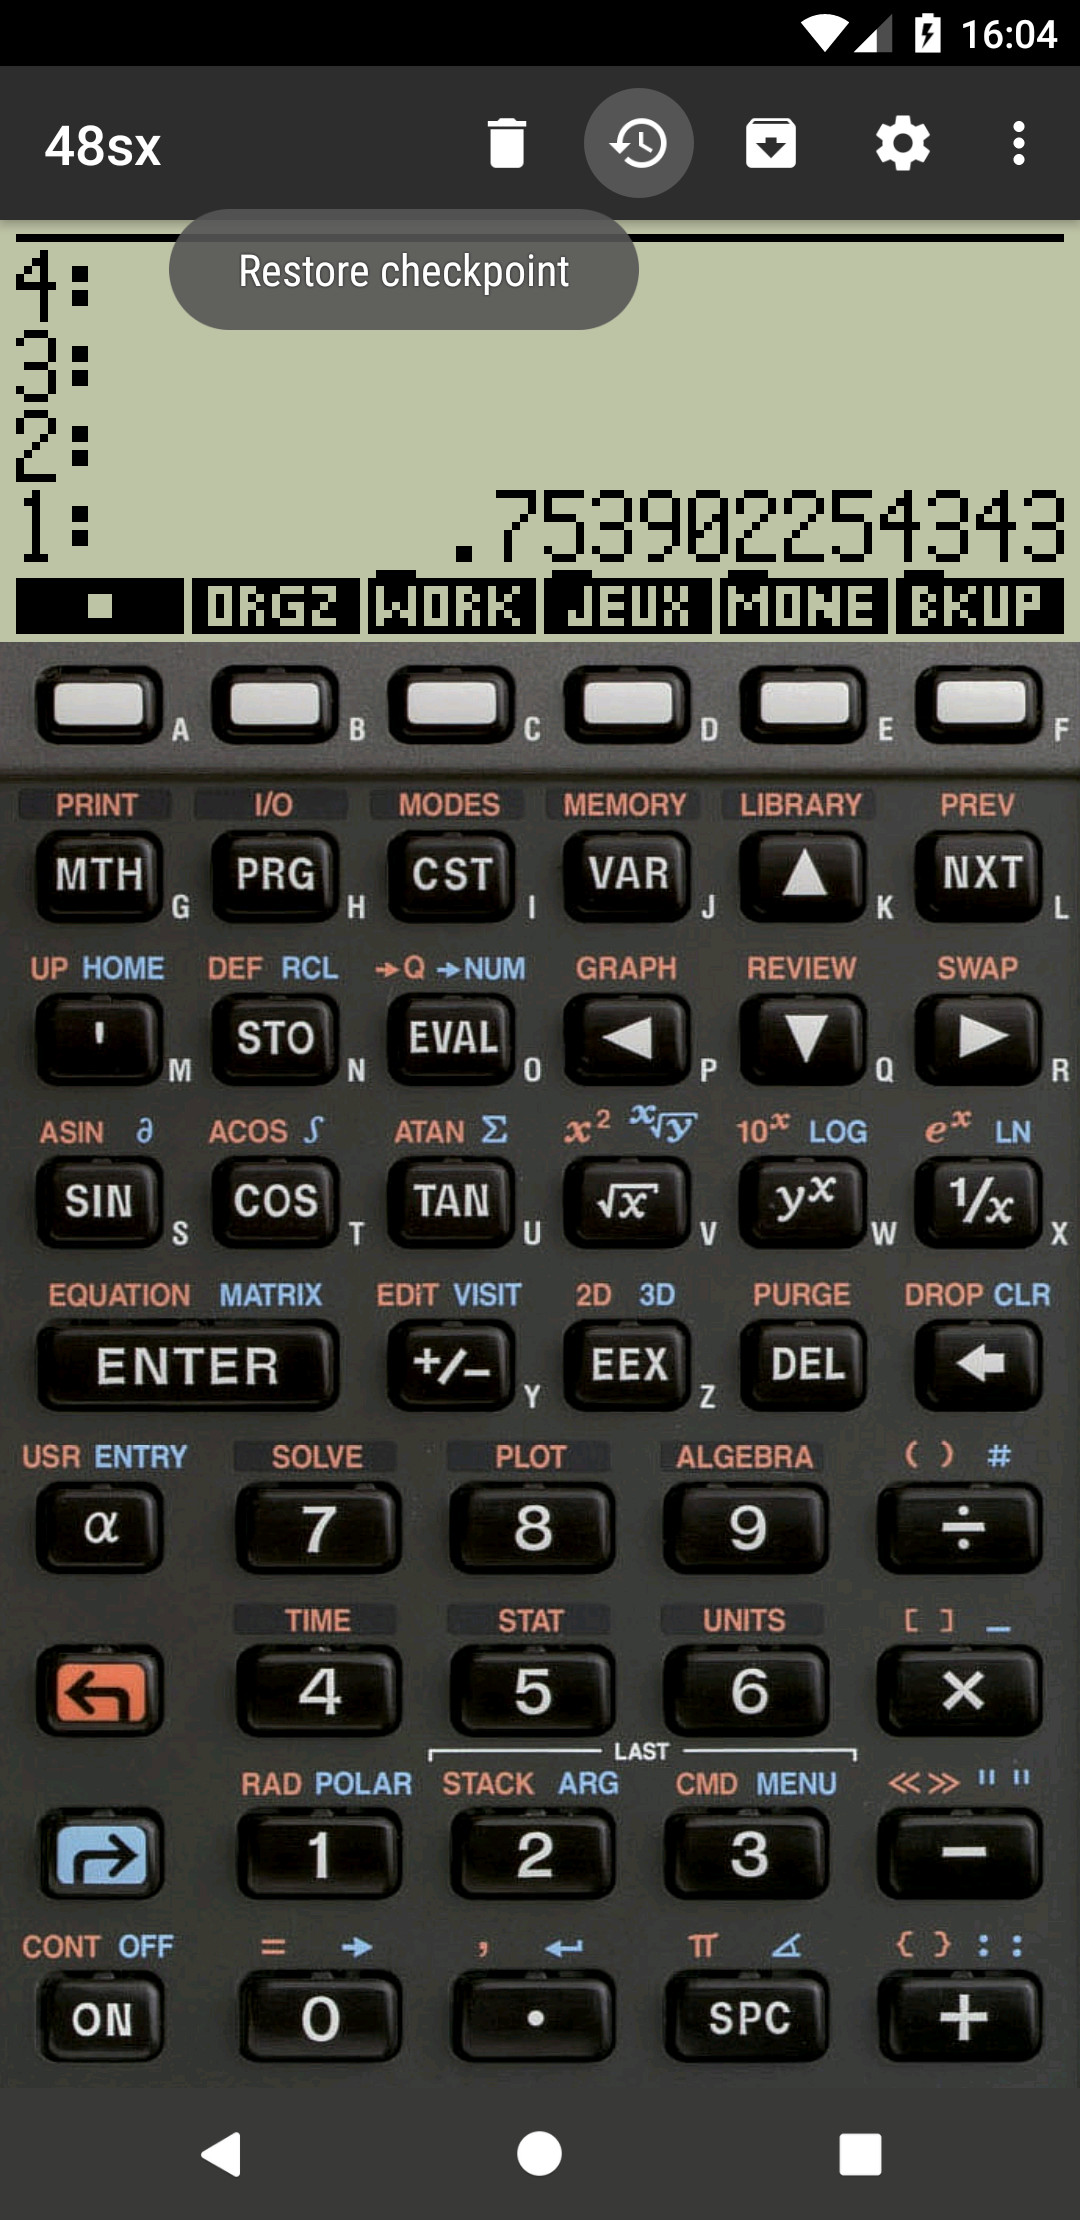 16:04
48sx
Restore checkpoint
4:
3:
2:
1: .753902254343
ORGZ WORK JEUX MONE BKUP
A B C D E F
PRINT I/O MODES MEMORY LIBRARY PREV
MTH G PRG H CST I VAR J ▲ K NXT L
UP HOME DEF RCL →Q →NUM GRAPH REVIEW SWAP
' M STO N EVAL O ◀ P ▼ Q ▶ R
ASIN ∂ ACOS ∫ ATAN Σ x² ˣ√y 10ˣ LOG eˣ LN
SIN S COS T TAN U √x V yˣ W 1/x X
EQUATION MATRIX EDIT VISIT 2D 3D PURGE DROP CLR
ENTER +/− Y EEX Z DEL ←
USR ENTRY SOLVE PLOT ALGEBRA ( ) #
α 7 8 9 ÷
TIME STAT UNITS [ ] _
4 5 6 ×
LAST
RAD POLAR STACK ARG CMD MENU ≪ ≫ " "
1 2 3 −
CONT OFF = → , ↵ π ∡ { } : :
ON 0 . SPC +